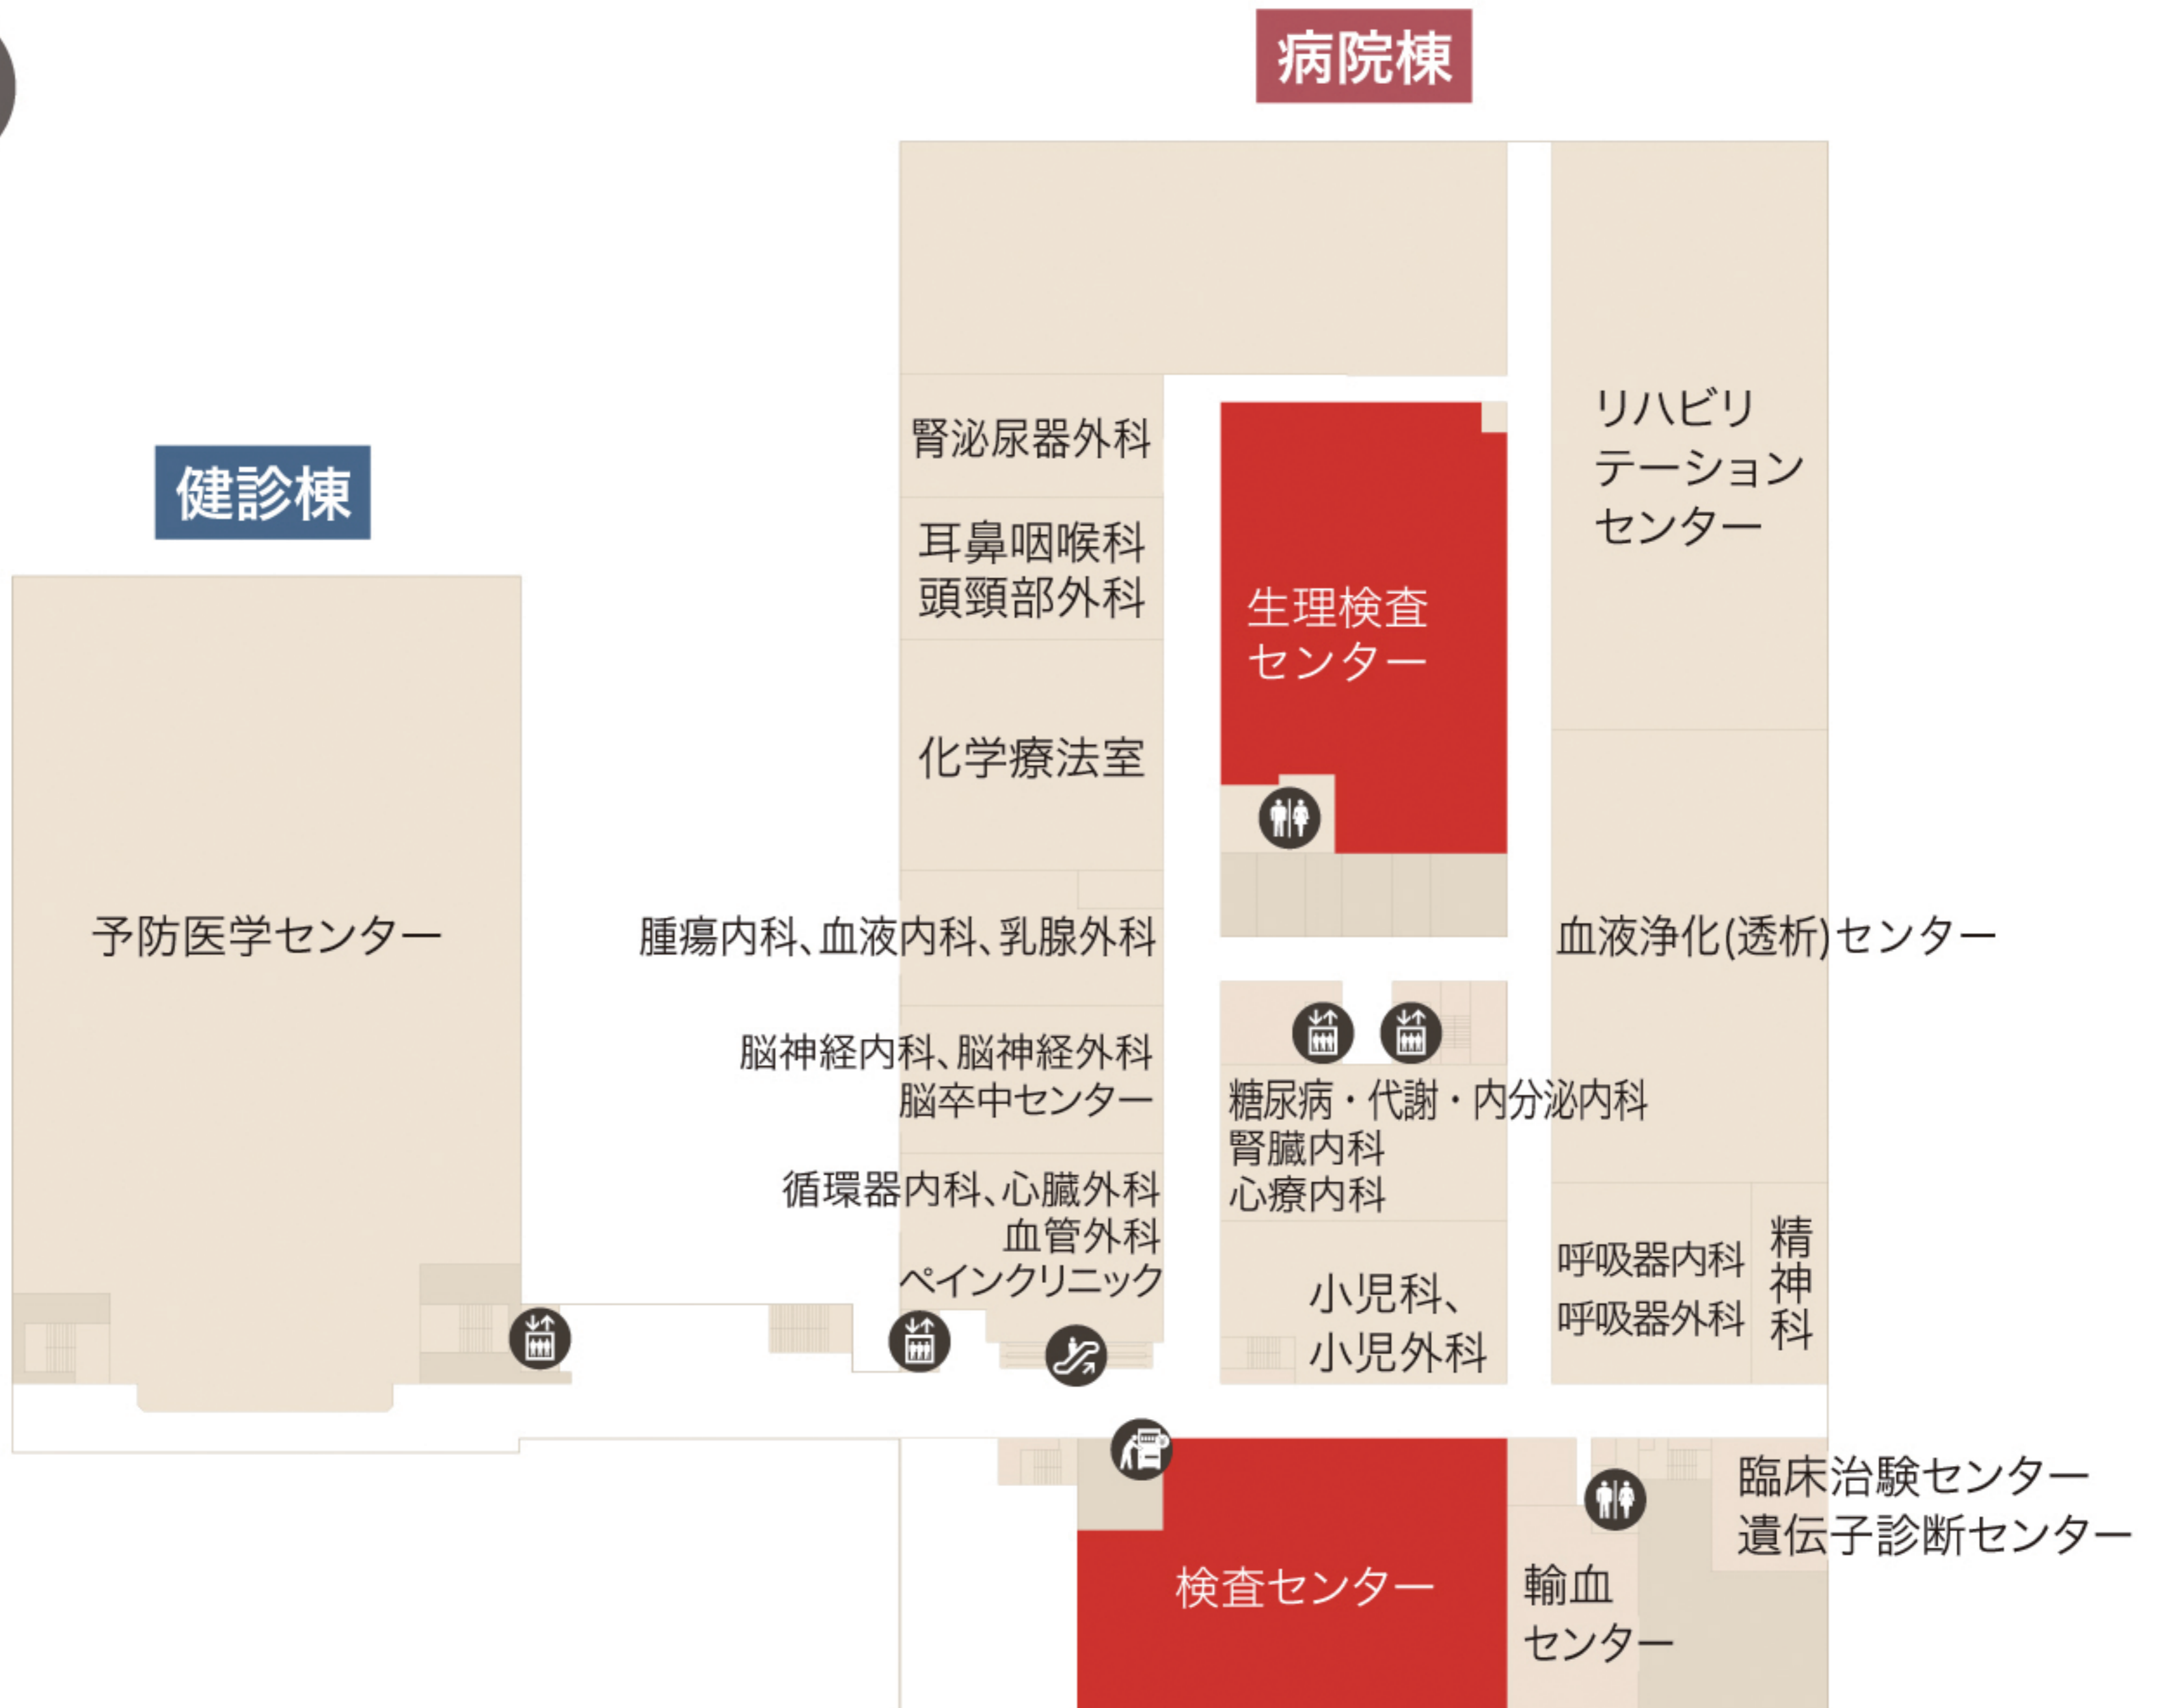 病院棟
健診棟
腎泌尿器外科
耳鼻咽喉科
頭頸部外科
化学療法室
生理検査
センター
リハビリ
テーション
センター
予防医学センター
腫瘍内科、血液内科、乳腺外科
血液浄化(透析)センター
脳神経内科、脳神経外科
脳卒中センター
糖尿病・代謝・内分泌内科
腎臓内科
心療内科
循環器内科、心臓外科
血管外科
ペインクリニック
小児科、
小児外科
呼吸器内科
呼吸器外科
精神科
検査センター
輸血
センター
臨床治験センター
遺伝子診断センター